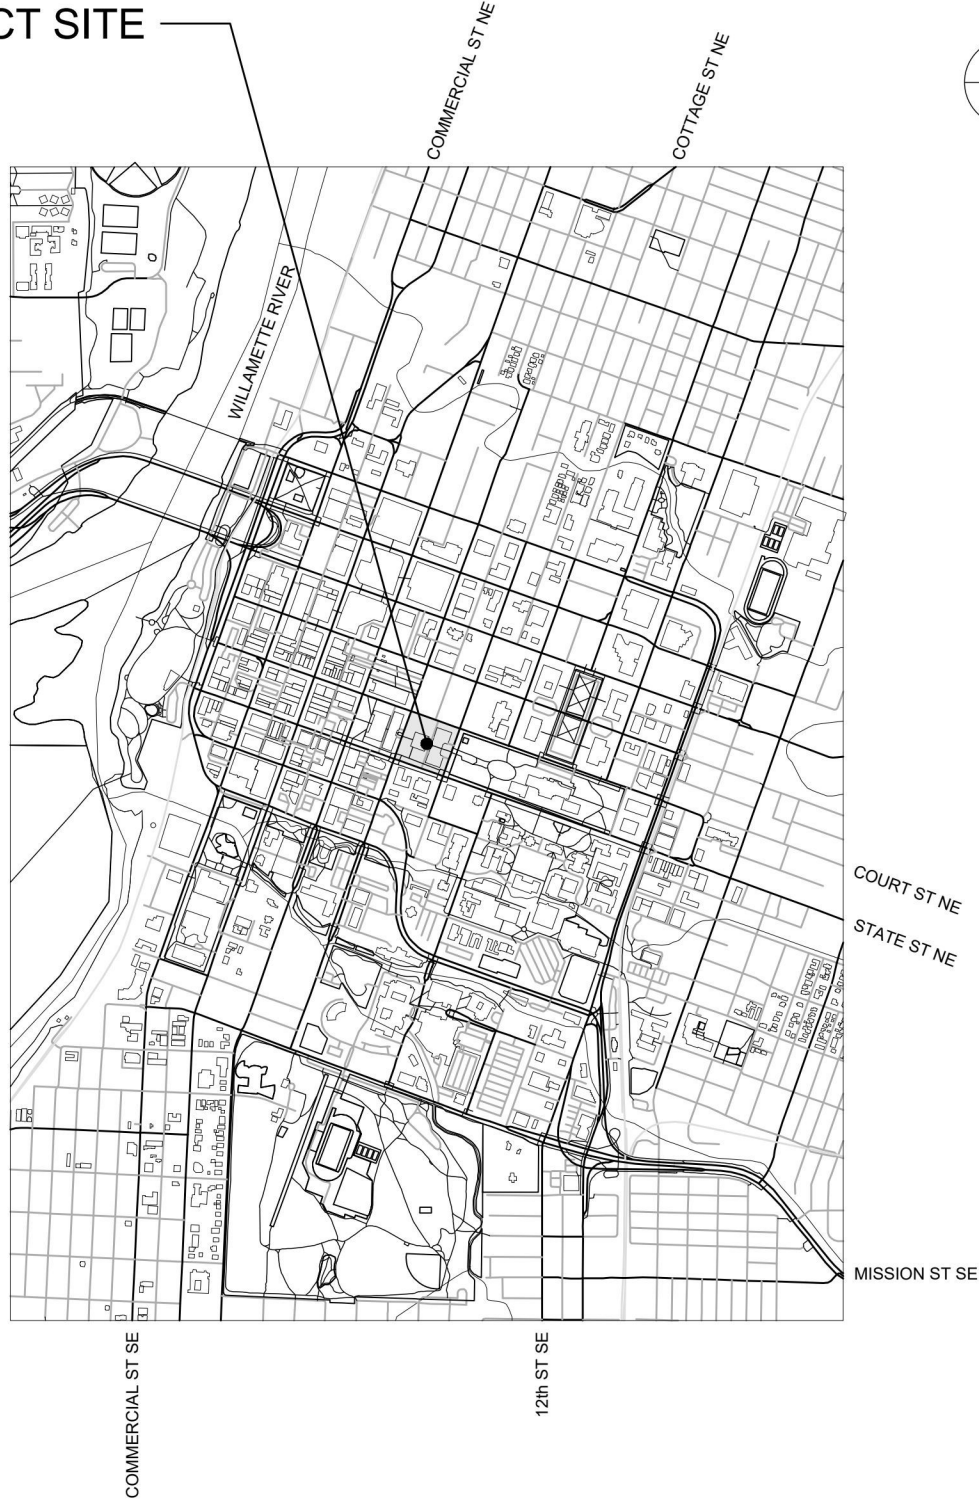 CT SITE
COMMERCIAL ST NE
COTTAGE ST NE
WILLAMETTE RIVER
COURT ST NE
STATE ST NE
MISSION ST SE
COMMERCIAL ST SE
12th ST SE